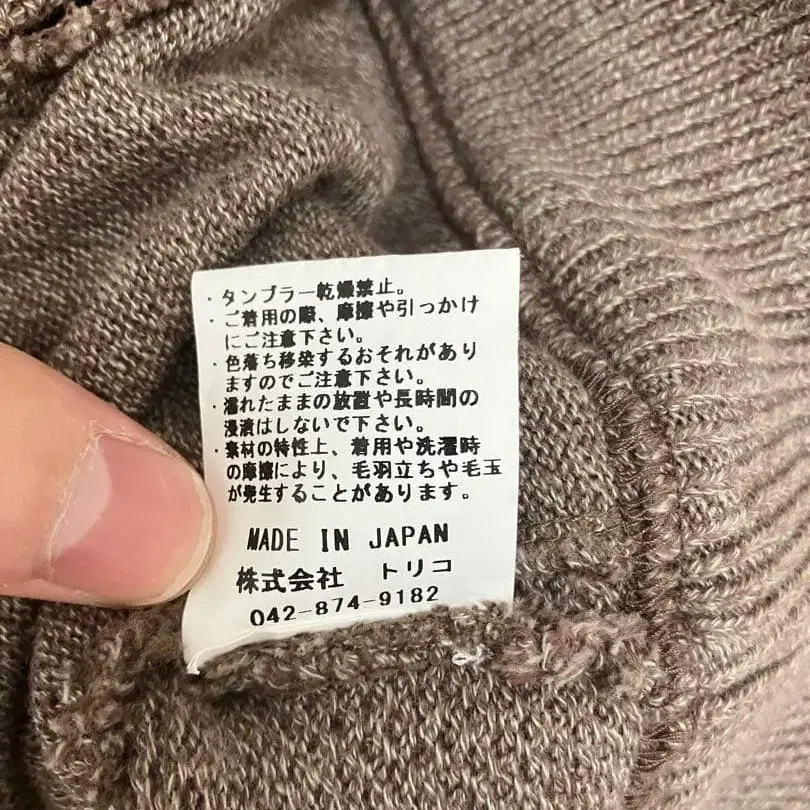 ・タンブラー乾燥禁止。
・ご着用の際、摩擦や引っかけ
にご注意下さい。
・色落ち移染するおそれがあり
ますのでご注意下さい。
・濡れたままの放置や長時間の
浸漬はしないで下さい。
・素材の特性上、着用や洗濯時
の摩擦により、毛羽立ちや毛玉
が発生することがあります。
MADE IN JAPAN
株式会社 トリコ
042-874-9182